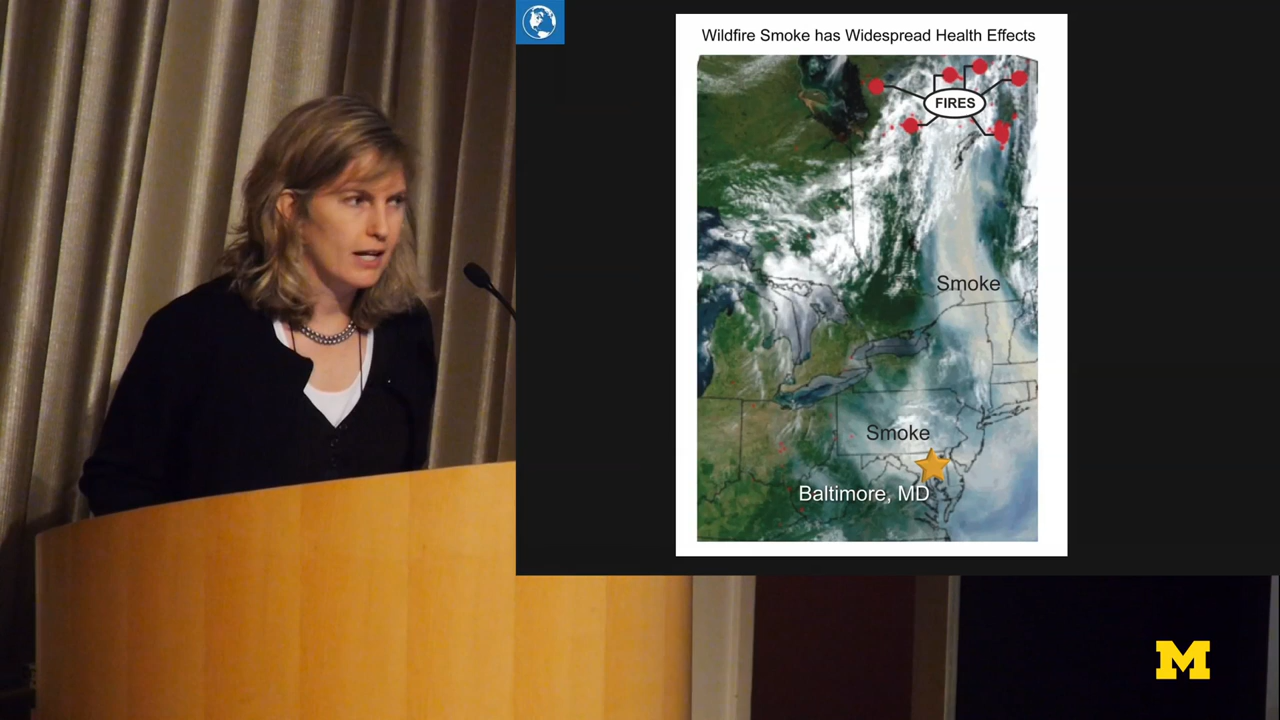 Wildfire Smoke has Widespread Health Effects
FIRES
Smoke
Smoke
Baltimore, MD
M